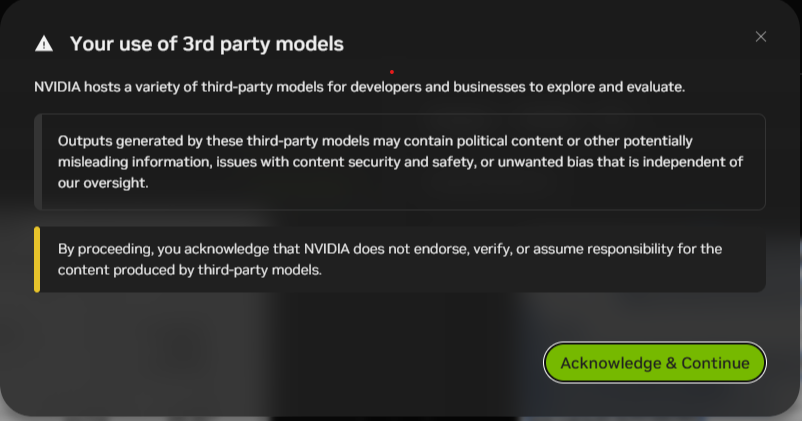 Your use of 3rd party models
NVIDIA hosts a variety of third-party models for developers and businesses to explore and evaluate.
Outputs generated by these third-party models may contain political content or other potentially
misleading information, issues with content security and safety, or unwanted bias that is independent of
our oversight.
By proceeding, you acknowledge that NVIDIA does not endorse, verify, or assume responsibility for the
content produced by third-party models.
Acknowledge & Continue